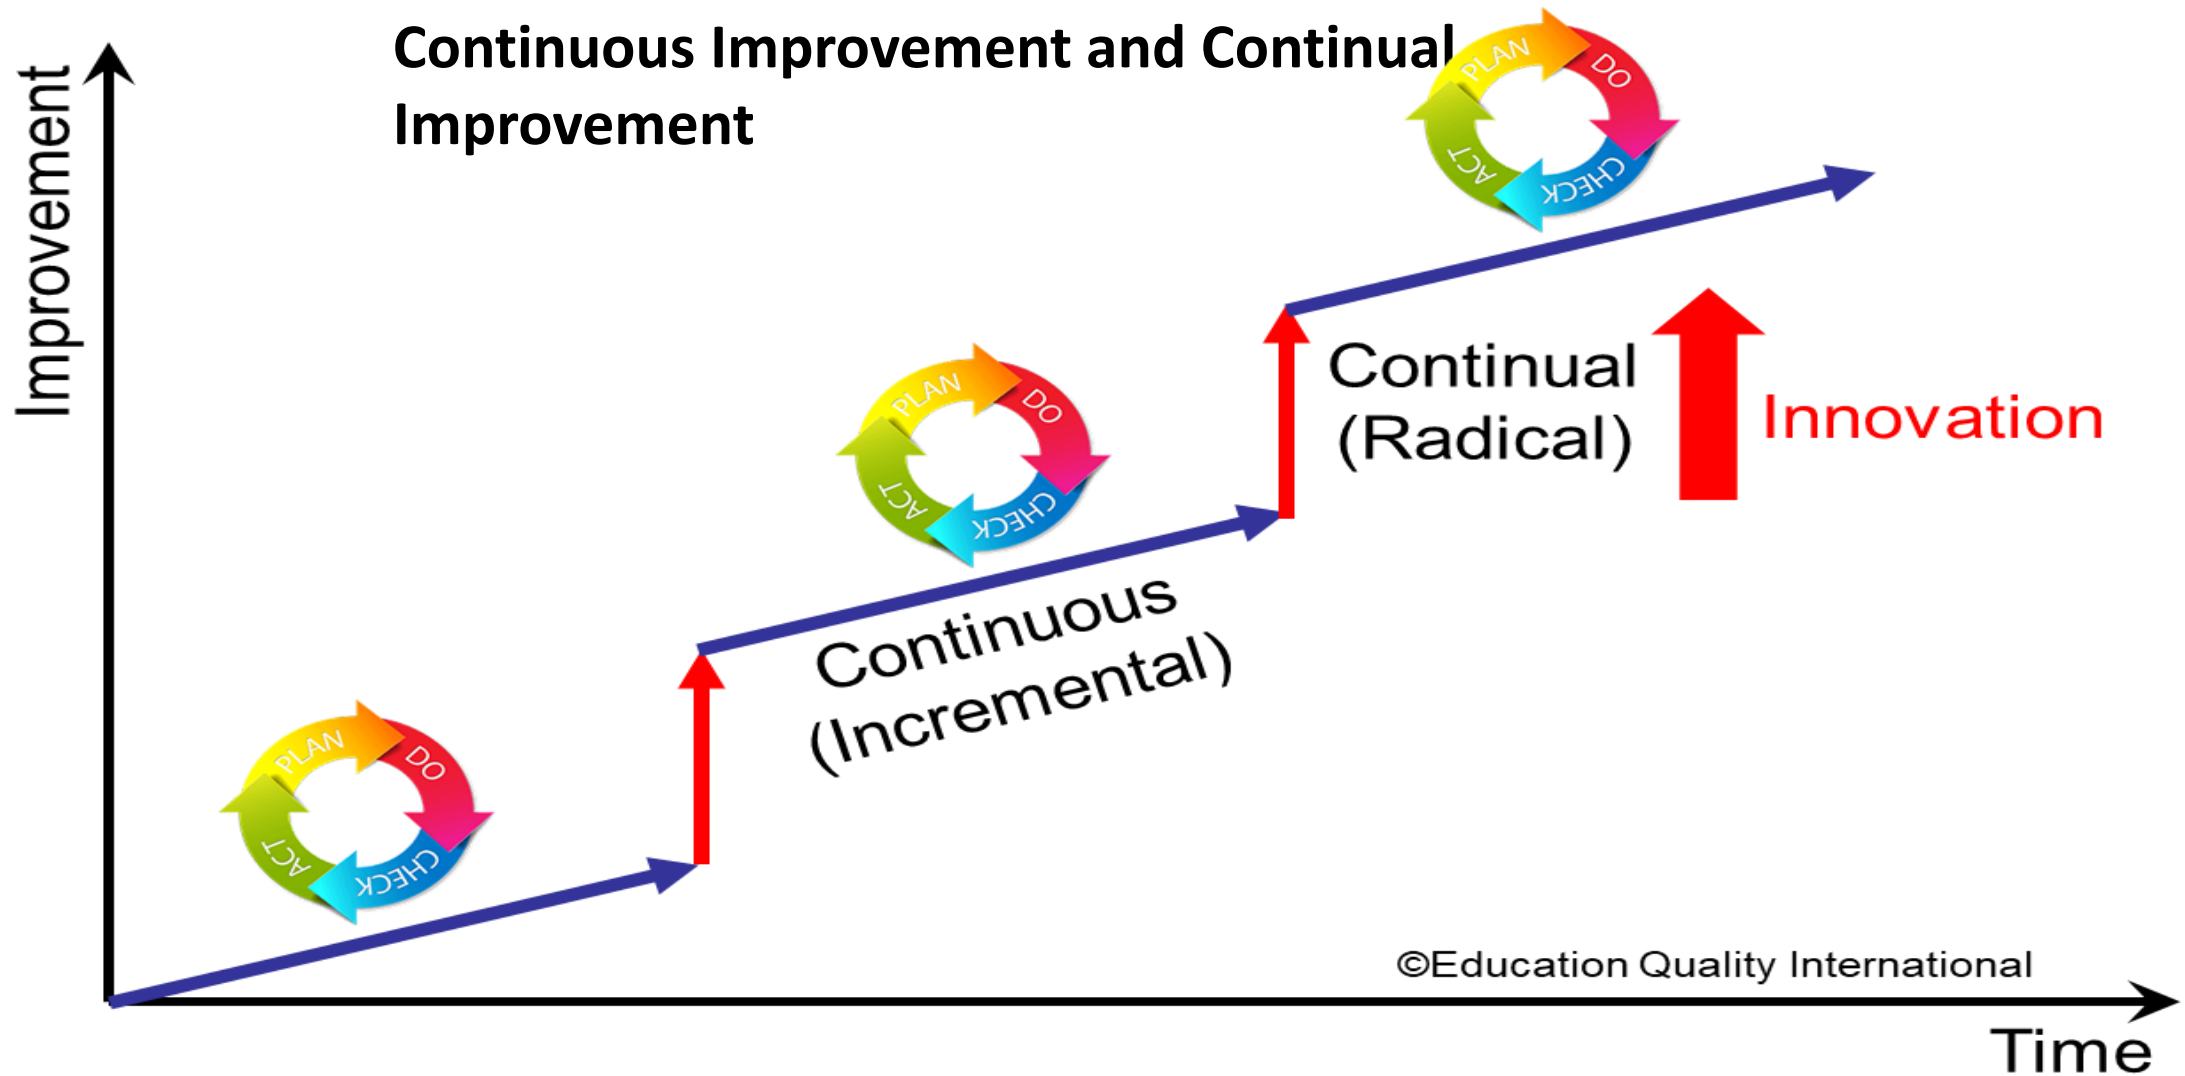 Continuous Improvement and Continual
Improvement
Improvement
PLAN
DO
CHECK
ACT
PLAN
DO
CHECK
ACT
Continual
(Radical)
Innovation
Continuous
(Incremental)
PLAN
DO
CHECK
ACT
©Education Quality International
Time